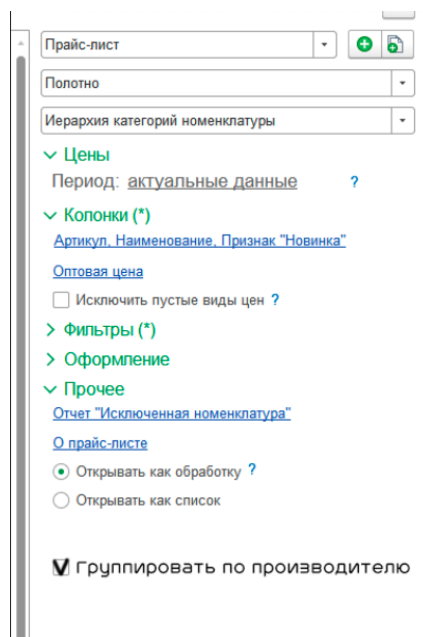 Прайс-лист
Полотно
Иерархия категорий номенклатуры
Цены
Период: актуальные данные ?
Колонки (*)
Артикул, Наименование, Признак "Новинка"
Оптовая цена
Исключить пустые виды цен ?
Фильтры (*)
Оформление
Прочее
Отчет "Исключенная номенклатура"
О прайс-листе
Открывать как обработку ?
Открывать как список
Группировать по производителю